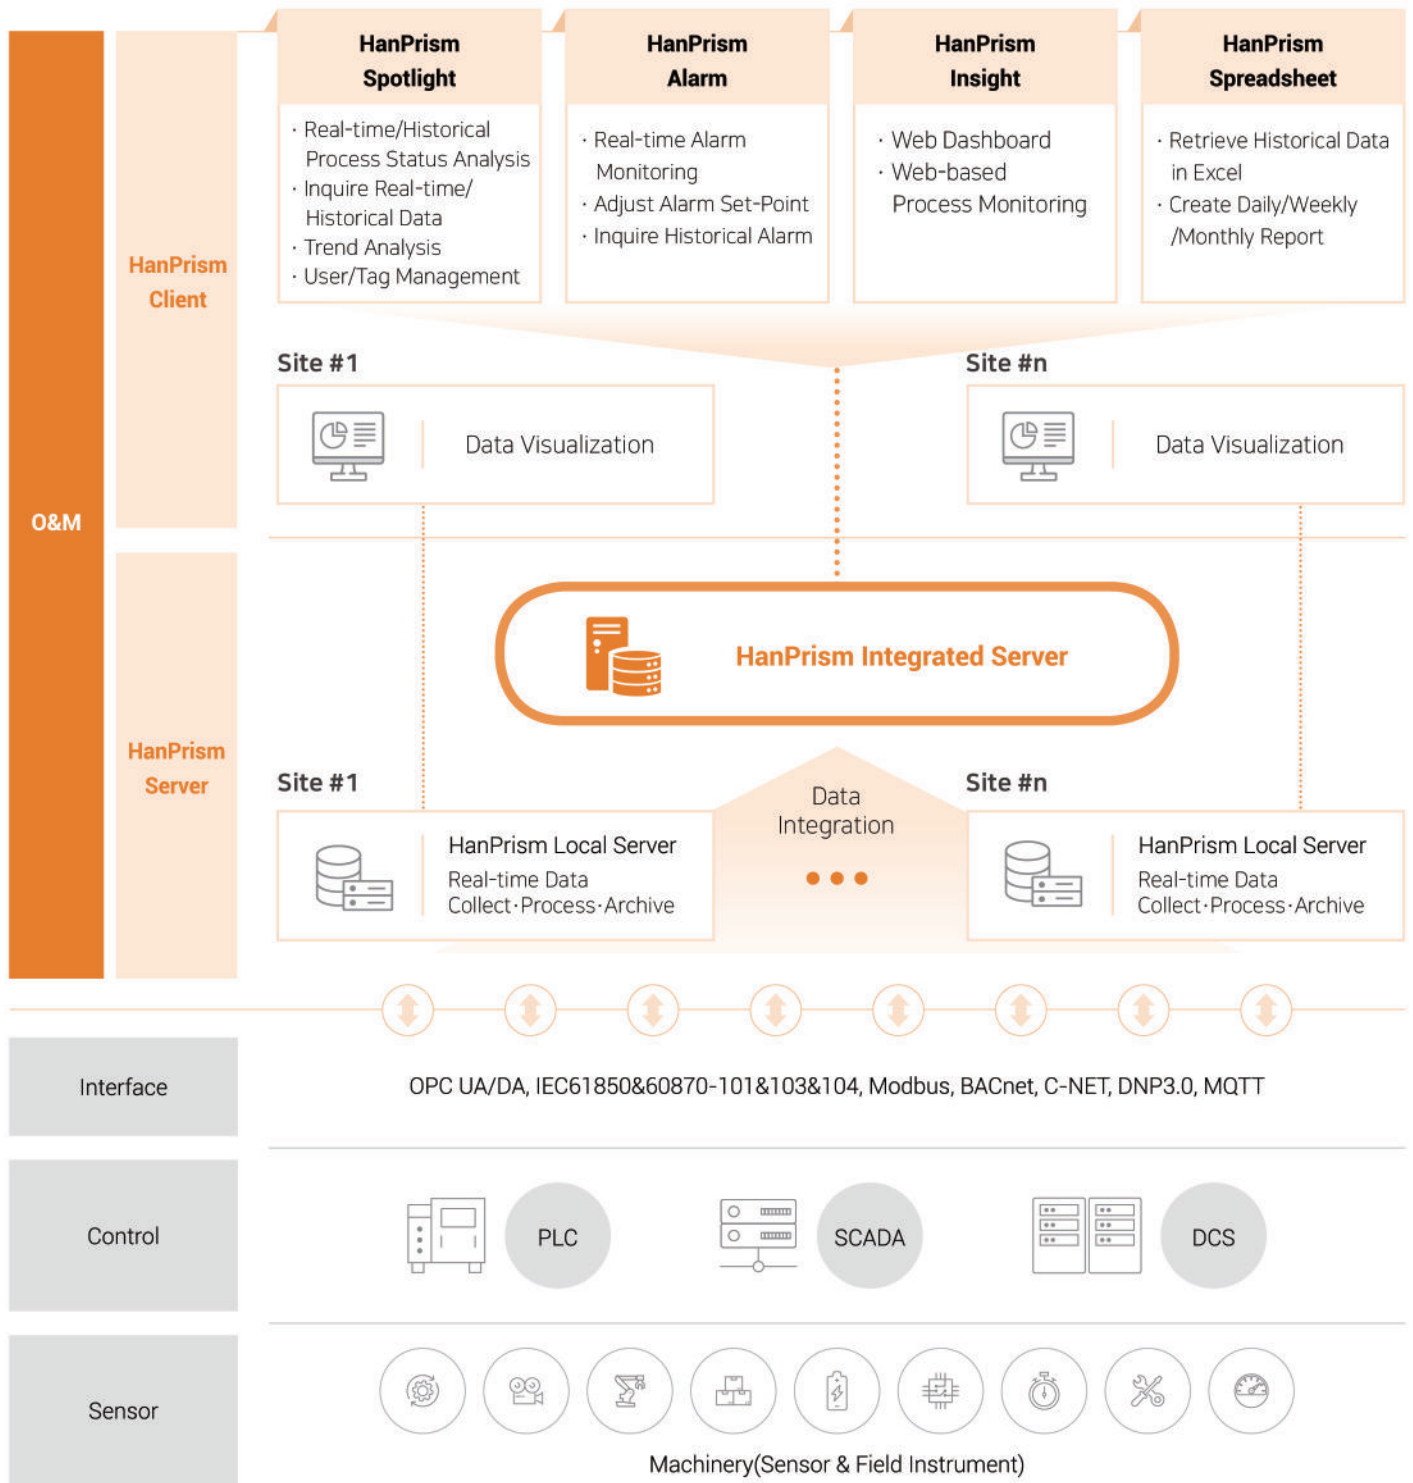 O&M
HanPrism
Client
HanPrism
Spotlight
· Real-time/Historical
Process Status Analysis
· Inquire Real-time/
Historical Data
· Trend Analysis
· User/Tag Management
HanPrism
Alarm
· Real-time Alarm
Monitoring
· Adjust Alarm Set-Point
· Inquire Historical Alarm
HanPrism
Insight
· Web Dashboard
· Web-based
Process Monitoring
HanPrism
Spreadsheet
· Retrieve Historical Data
in Excel
· Create Daily/Weekly
/Monthly Report
Site #1
Data Visualization
Site #n
Data Visualization
HanPrism
Server
HanPrism Integrated Server
Site #1
HanPrism Local Server
Real-time Data
Collect·Process·Archive
Data
Integration
Site #n
HanPrism Local Server
Real-time Data
Collect·Process·Archive
Interface
OPC UA/DA, IEC61850&60870-101&103&104, Modbus, BACnet, C-NET, DNP3.0, MQTT
Control
PLC
SCADA
DCS
Sensor
Machinery(Sensor & Field Instrument)